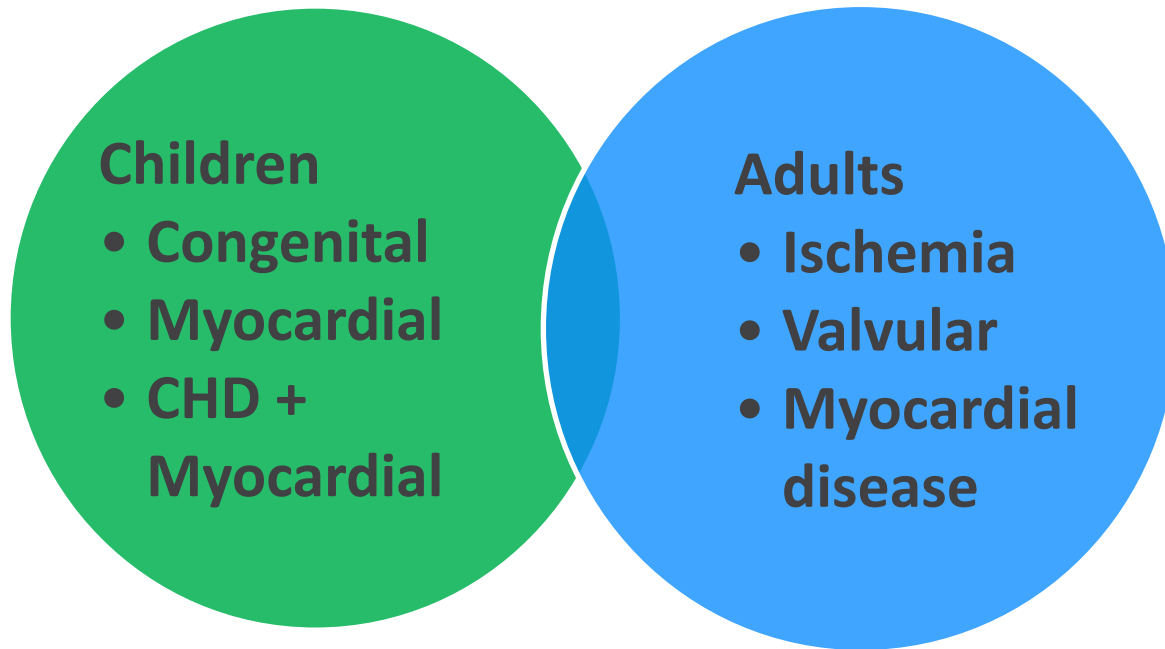 Children
• Congenital
• Myocardial
• CHD +
Myocardial
Adults
• Ischemia
• Valvular
• Myocardial
disease